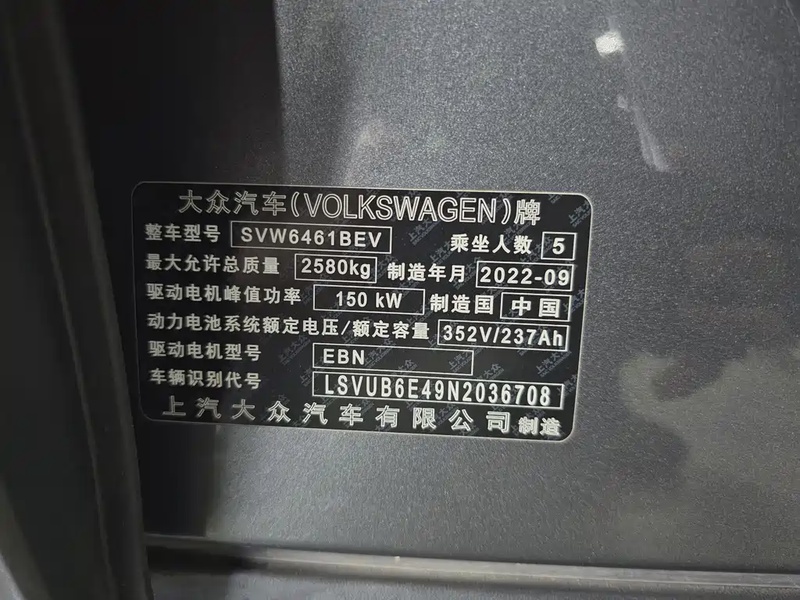 大众汽车(VOLKSWAGEN)牌
整车型号 SVW6461BEV 乘坐人数 5
最大允许总质量 2580kg 制造年月 2022-09
驱动电机峰值功率 150 kW 制造国 中国
动力电池系统额定电压/额定容量 352V/237Ah
驱动电机型号 EBN
车辆识别代号 LSVUB6E49N2036708
上汽大众汽车有限公司 制造